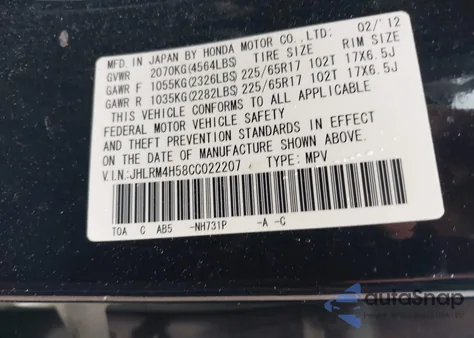 MFD. IN JAPAN BY HONDA MOTOR CO.,LTD. 02/'12
GVWR 2070KG(4564LBS) TIRE SIZE RIM SIZE
GAWR F 1055KG(2326LBS) 225/65R17 102T 17X6.5J
GAWR R 1035KG(2282LBS) 225/65R17 102T 17X6.5J
THIS VEHICLE CONFORMS TO ALL APPLICABLE
FEDERAL MOTOR VEHICLE SAFETY
AND THEFT PREVENTION STANDARDS IN EFFECT
ON THE DATE OF MANUFACTURE SHOWN ABOVE.
V.I.N.:JHLRM4H58CC022207 TYPE: MPV
TOA C AB5 -NH731P -A -C
autoSnap